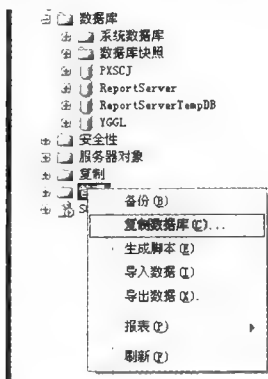 数据库
系统数据库
数据库快照
PXSCJ
ReportServer
ReportServerTempDB
YGGL
安全性
服务器对象
复制
备份(B)
复制数据库(C)...
生成脚本(E)
导入数据(I)
导出数据(X).
报表(P)
刷新(F)